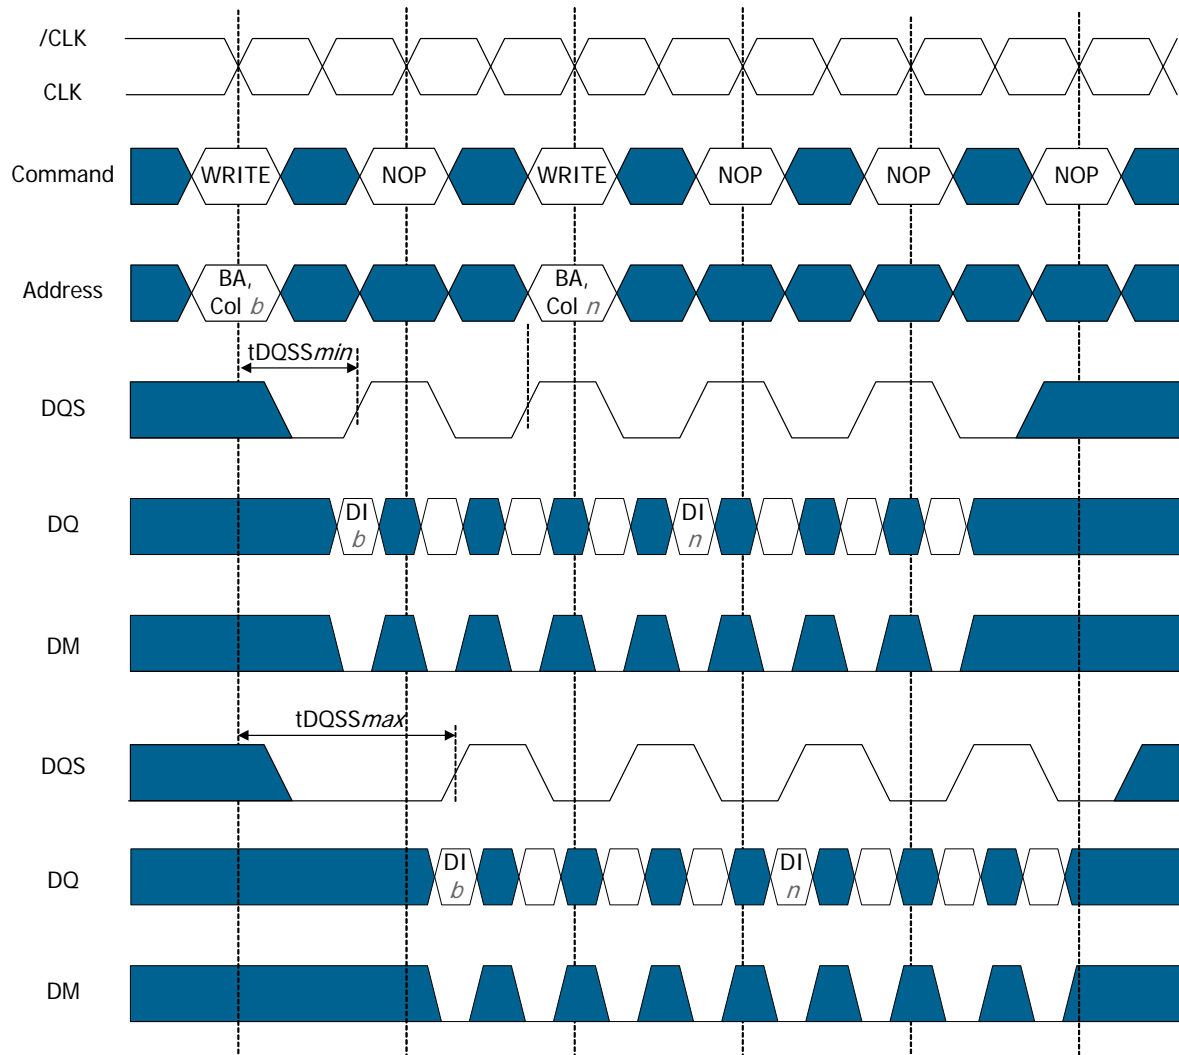 /CLK
CLK
Command
WRITE NOP WRITE NOP NOP NOP
Address
BA,
Col b
BA,
Col n
tDQSSmin
DQS
DQ
DI
b
DI
n
DM
tDQSSmax
DQS
DQ
DI
b
DI
n
DM